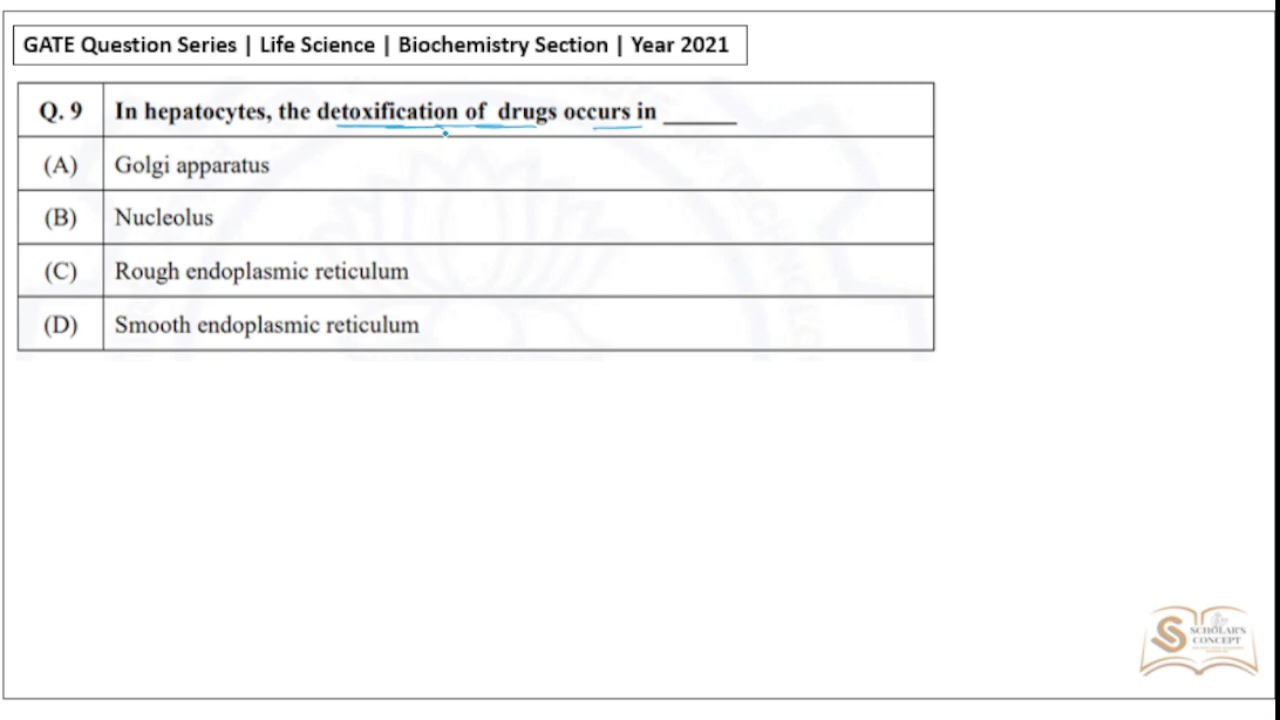 GATE Question Series | Life Science | Biochemistry Section | Year 2021
Q. 9 In hepatocytes, the detoxification of drugs occurs in ______
(A) Golgi apparatus
(B) Nucleolus
(C) Rough endoplasmic reticulum
(D) Smooth endoplasmic reticulum
SCHOLAR'S
CONCEPT